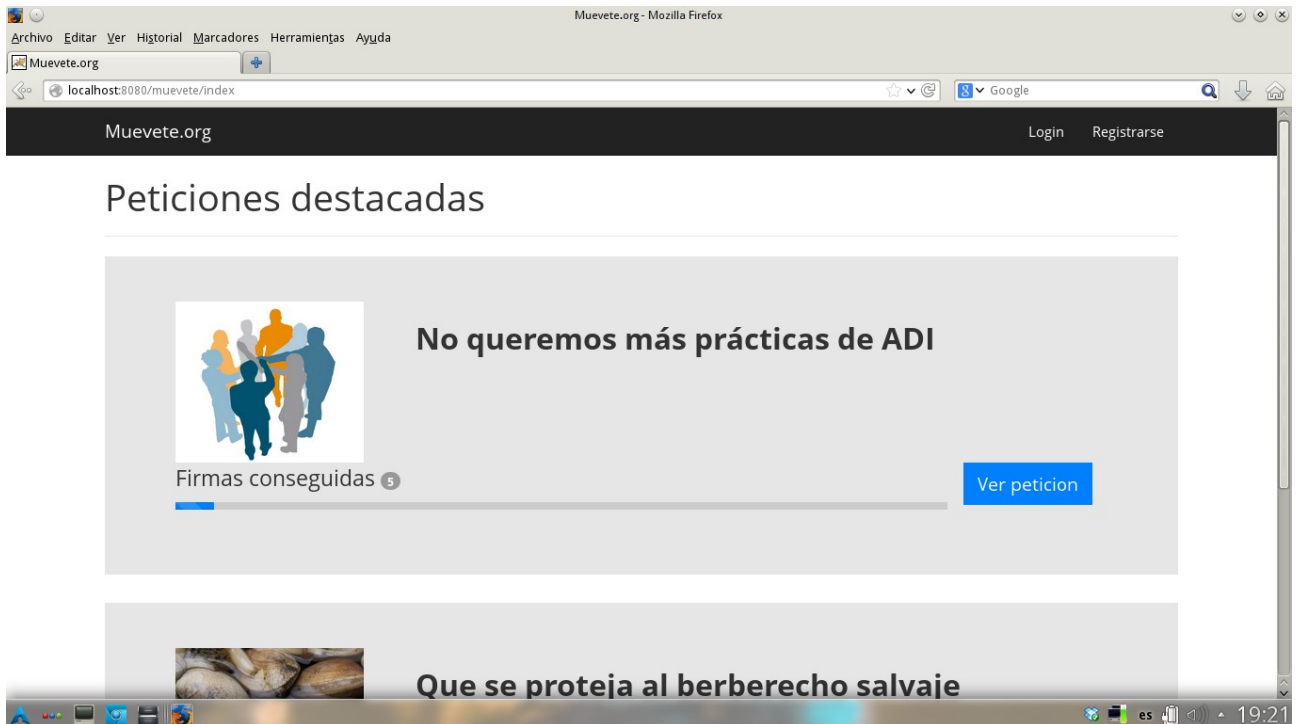 Muevete.org - Mozilla Firefox
Archivo Editar Ver Historial Marcadores Herramientas Ayuda
Muevete.org
localhost:8080/muevete/index
Google
Muevete.org Login Registrarse
Peticiones destacadas
No queremos más prácticas de ADI
Firmas conseguidas 5
Ver peticion
Que se proteja al berberecho salvaje
es 19:21